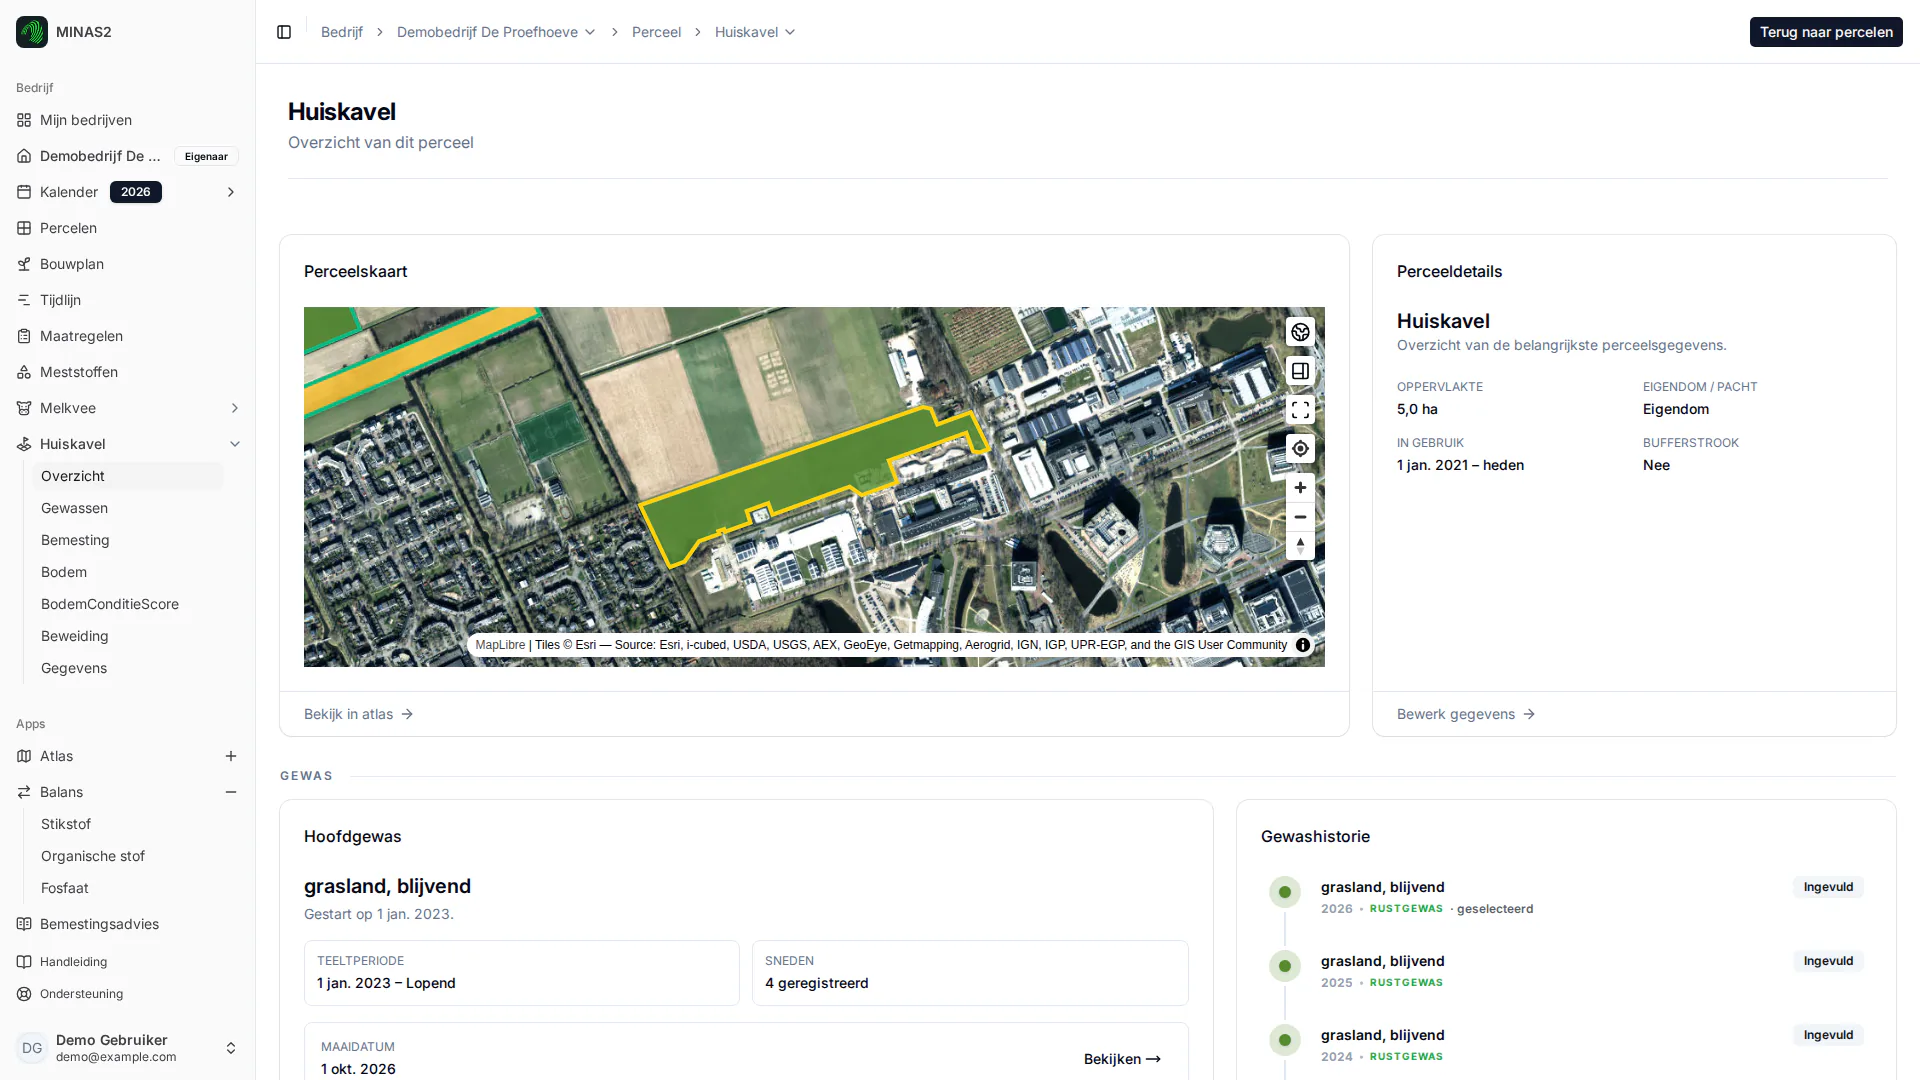 MINAS2
Bedrijf
Mijn bedrijven
Demobedrijf De ... Eigenaar
Kalender 2026
Percelen
Bouwplan
Tijdlijn
Maatregelen
Meststoffen
Melkvee
Huiskavel
Overzicht
Gewassen
Bemesting
Bodem
BodemConditieScore
Beweiding
Gegevens
Apps
Atlas
Balans
Stikstof
Organische stof
Fosfaat
Bemestingsadvies
Handleiding
Ondersteuning
DG Demo Gebruiker
demo@example.com
Bedrijf > Demobedrijf De Proefhoeve > Perceel > Huiskavel
Terug naar percelen
Huiskavel
Overzicht van dit perceel
Perceelskaart
MapLibre | Tiles © Esri — Source: Esri, i-cubed, USDA, USGS, AEX, GeoEye, Getmapping, Aerogrid, IGN, IGP, UPR-EGP, and the GIS User Community
Bekijk in atlas →
Perceeldetails
Huiskavel
Overzicht van de belangrijkste perceelsgegevens.
OPPERVLAKTE
5,0 ha
EIGENDOM / PACHT
Eigendom
IN GEBRUIK
1 jan. 2021 – heden
BUFFERSTROOK
Nee
Bewerk gegevens →
GEWAS
Hoofdgewas
grasland, blijvend
Gestart op 1 jan. 2023.
TEELTPERIODE
1 jan. 2023 – Lopend
SNEDEN
4 geregistreerd
MAAIDATUM
1 okt. 2026
Bekijken →
Gewashistorie
grasland, blijvend Ingevuld
2026 • RUSTGEWAS · geselecteerd
grasland, blijvend Ingevuld
2025 • RUSTGEWAS
grasland, blijvend Ingevuld
2024 • RUSTGEWAS